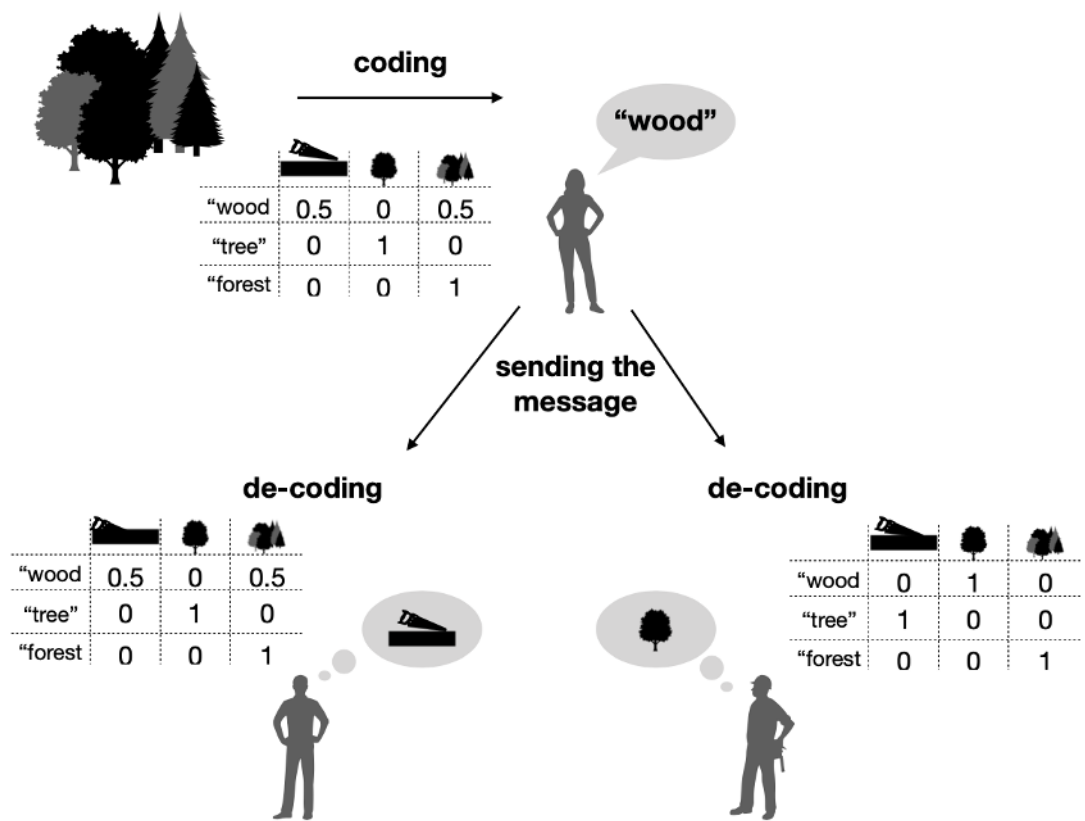 coding
“wood”
“wood 0.5 0 0.5
“tree” 0 1 0
“forest 0 0 1
sending the
message
de-coding
de-coding
“wood 0.5 0 0.5
“tree” 0 1 0
“forest 0 0 1
“wood 0 1 0
“tree” 1 0 0
“forest 0 0 1